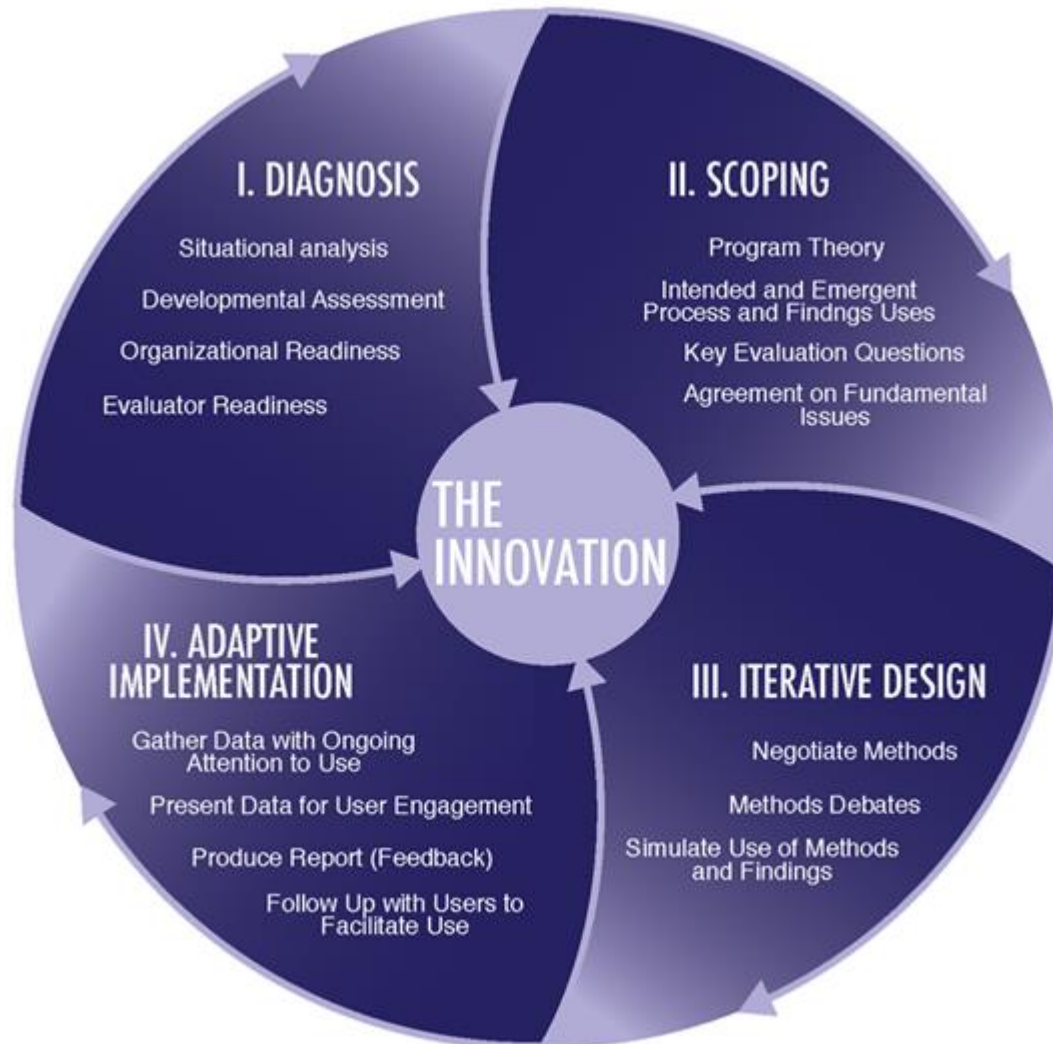 I. DIAGNOSIS
Situational analysis
Developmental Assessment
Organizational Readiness
Evaluator Readiness
II. SCOPING
Program Theory
Intended and Emergent
Process and Findngs Uses
Key Evaluation Questions
Agreement on Fundamental
Issues
THE
INNOVATION
III. ITERATIVE DESIGN
Negotiate Methods
Methods Debates
Simulate Use of Methods
and Findings
IV. ADAPTIVE
IMPLEMENTATION
Gather Data with Ongoing
Attention to Use
Present Data for User Engagement
Produce Report (Feedback)
Follow Up with Users to
Facilitate Use